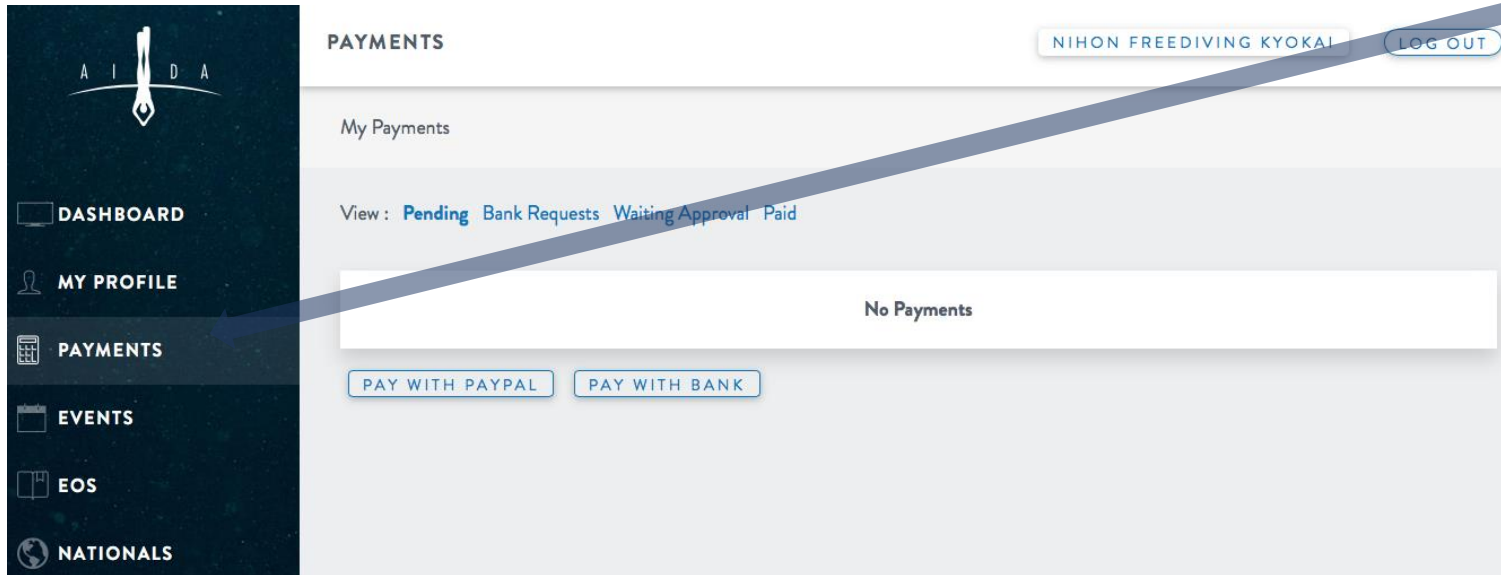 AIDA
PAYMENTS
NIHON FREEDIVING KYOKAI
LOG OUT
My Payments
DASHBOARD
MY PROFILE
PAYMENTS
EVENTS
EOS
NATIONALS
View : Pending Bank Requests Waiting Approval Paid
No Payments
PAY WITH PAYPAL
PAY WITH BANK